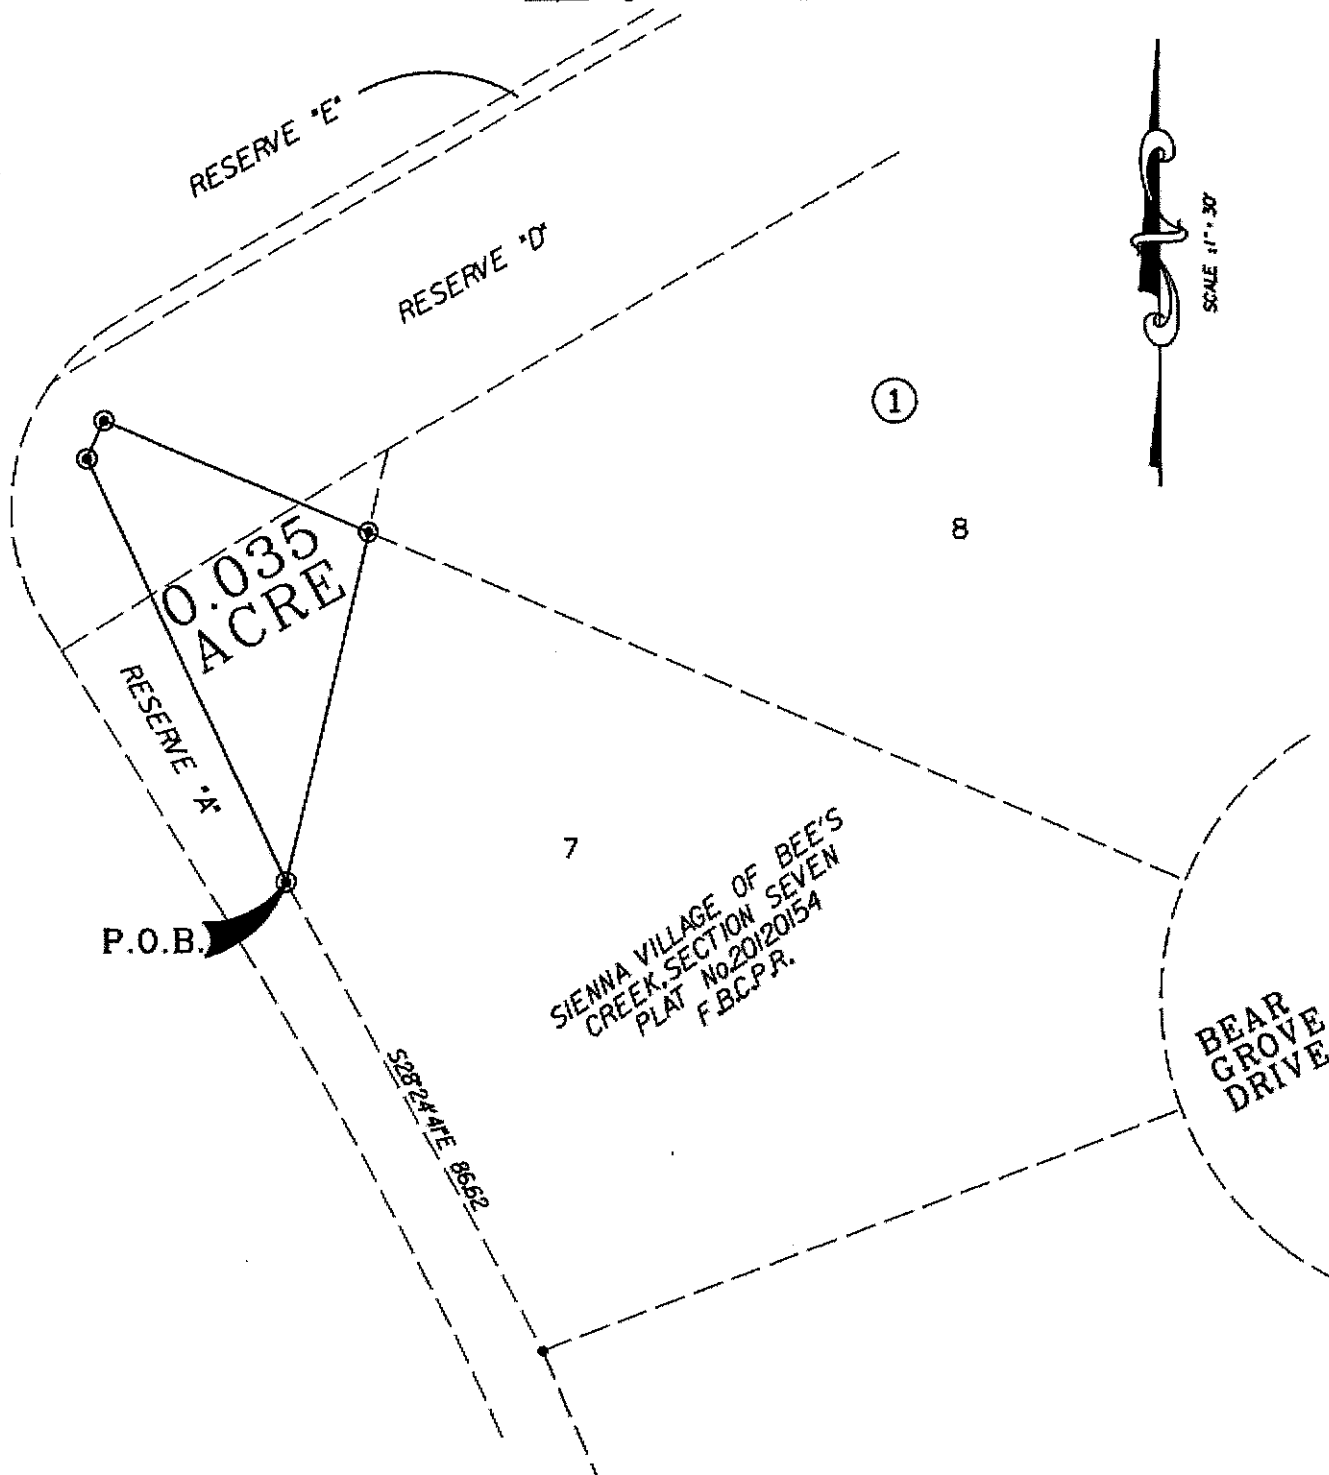 RESERVE "E"
RESERVE "D"
SCALE :1"=30'
1
8
0.035
ACRE
RESERVE "A"
7
P.O.B.
SIENNA VILLAGE OF BEE'S
CREEK, SECTION SEVEN
PLAT No.20120154
F.B.C.P.R.
BEAR
GROVE
DRIVE
S28°24'41"E 86.62